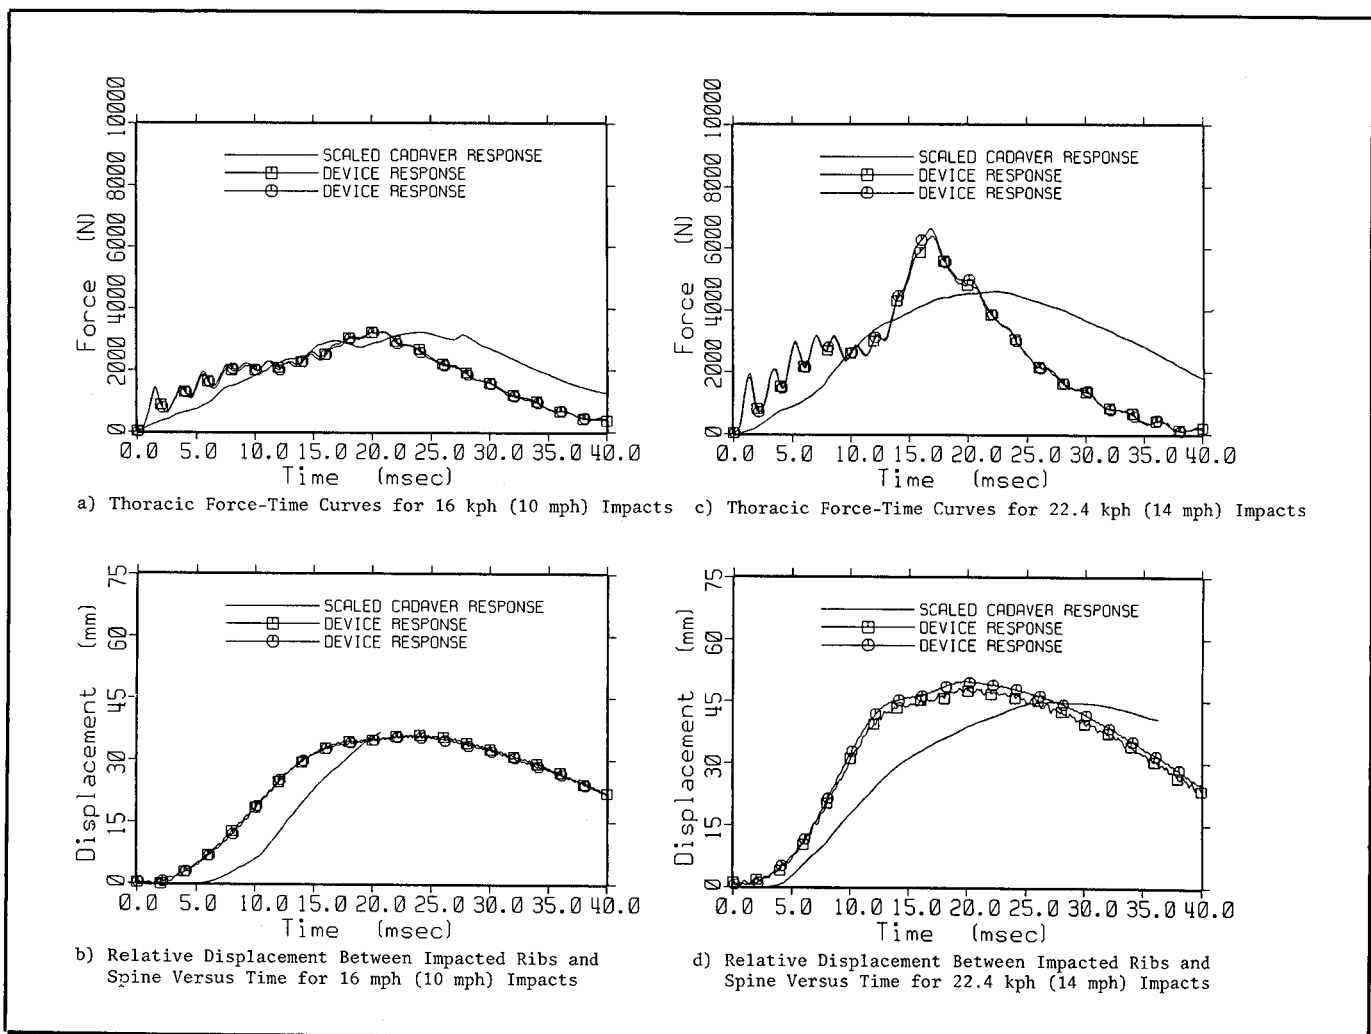 10000
8000
6000
4000
2000
0
Force (N)
SCALED CADAVER RESPONSE
DEVICE RESPONSE
DEVICE RESPONSE
0.0 5.0 10.0 15.0 20.0 25.0 30.0 35.0 40.0
Time (msec)
a) Thoracic Force-Time Curves for 16 kph (10 mph) Impacts
10000
8000
6000
4000
2000
0
Force (N)
SCALED CADAVER RESPONSE
DEVICE RESPONSE
DEVICE RESPONSE
0.0 5.0 10.0 15.0 20.0 25.0 30.0 35.0 40.0
Time (msec)
c) Thoracic Force-Time Curves for 22.4 kph (14 mph) Impacts
75
60
45
30
15
0
Displacement (mm)
SCALED CADAVER RESPONSE
DEVICE RESPONSE
DEVICE RESPONSE
0.0 5.0 10.0 15.0 20.0 25.0 30.0 35.0 40.0
Time (msec)
b) Relative Displacement Between Impacted Ribs and
Spine Versus Time for 16 mph (10 mph) Impacts
75
60
45
30
15
0
Displacement (mm)
SCALED CADAVER RESPONSE
DEVICE RESPONSE
DEVICE RESPONSE
0.0 5.0 10.0 15.0 20.0 25.0 30.0 35.0 40.0
Time (msec)
d) Relative Displacement Between Impacted Ribs and
Spine Versus Time for 22.4 kph (14 mph) Impacts